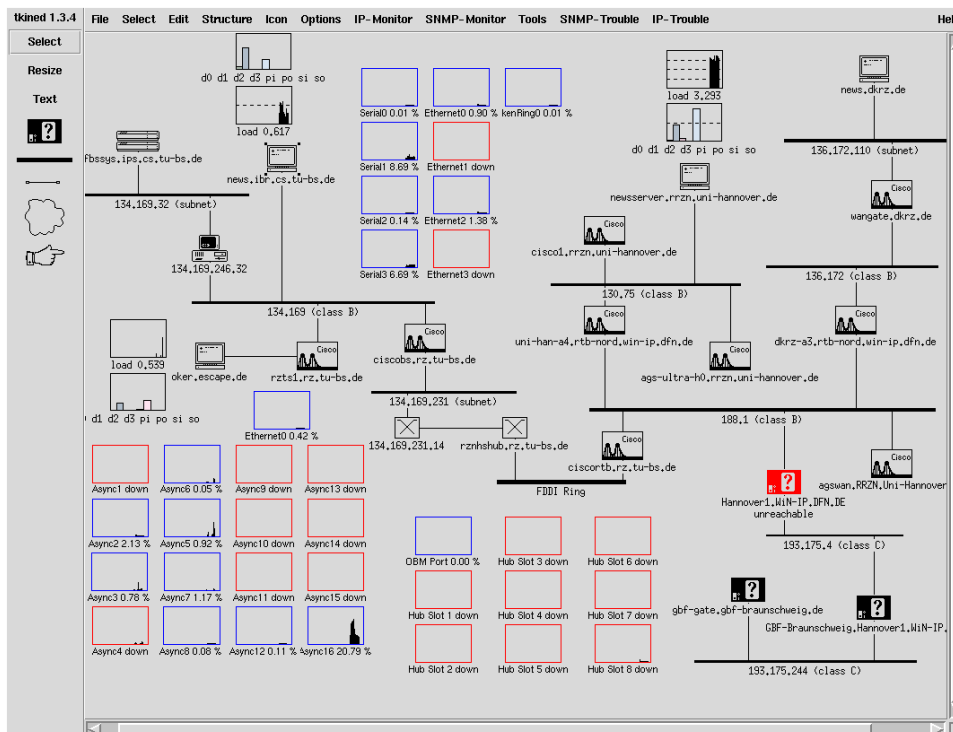 tkined 1.3.4 File Select Edit Structure Icon Options IP-Monitor SNMP-Monitor Tools SNMP-Trouble IP-Trouble Hel
Select
Resize
Text
d0 d1 d2 d3 pi po si so
load 0.617
fbssys.ips.cs.tu-bs.de
news.ibr.cs.tu-bs.de
134.169.32 (subnet)
134.169.246.32
134.169 (class B)
Serial0 0.01 % Ethernet0 0.90 % kenRing0 0.01 %
Serial1 8.69 % Ethernet1 down
Serial2 0.14 % Ethernet2 1.38 %
Serial3 6.69 % Ethernet3 down
load 3.293
d0 d1 d2 d3 pi po si so
newsserver.rrzn.uni-hannover.de
Cisco
cisco1.rrzn.uni-hannover.de
130.75 (class B)
news.dkrz.de
136.172.110 (subnet)
Cisco
wangate.dkrz.de
136.172 (class B)
load 0.539
d1 d2 d3 pi po si so
oker.escape.de
Cisco
rzts1.rz.tu-bs.de
Cisco
ciscobs.rz.tu-bs.de
Cisco
uni-han-a4.rtb-nord.win-ip.dfn.de
Cisco
ags-ultra-h0.rrzn.uni-hannover.de
Cisco
dkrz-a3.rtb-nord.win-ip.dfn.de
134.169.231 (subnet)
188.1 (class B)
134.169.231.14
rznhshub.rz.tu-bs.de
Cisco
ciscortb.rz.tu-bs.de
FDDI Ring
Cisco
agswan.RRZN.Uni-Hannover
Hannover1.WiN-IP.DFN.DE
unreachable
193.175.4 (class C)
gbf-gate.gbf-braunschweig.de
GBF-Braunschweig.Hannover1.WiN-IP.
193.175.244 (class C)
Ethernet0 0.42 %
Async1 down Async6 0.05 % Async9 down Async13 down
Async2 2.13 % Async5 0.92 % Async10 down Async14 down
Async3 0.78 % Async7 1.17 % Async11 down Async15 down
Async4 down Async8 0.08 % Async12 0.11 % Async16 20.79 %
OBM Port 0.00 % Hub Slot 3 down Hub Slot 6 down
Hub Slot 1 down Hub Slot 4 down Hub Slot 7 down
Hub Slot 2 down Hub Slot 5 down Hub Slot 8 down